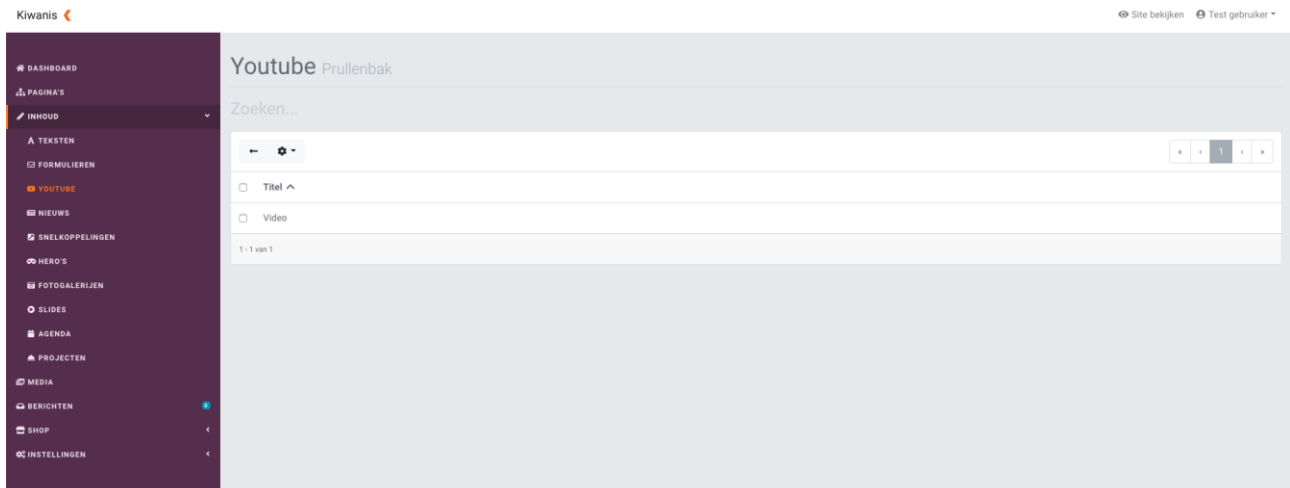 Kiwanis
Site bekijken Test gebruiker
DASHBOARD
PAGINA'S
INHOUD
TEKSTEN
FORMULIEREN
YOUTUBE
NIEUWS
SNELKOPPELINGEN
HERO'S
FOTOGALERIJEN
SLIDES
AGENDA
PROJECTEN
MEDIA
BERICHTEN 0
SHOP
INSTELLINGEN
Youtube Prullenbak
Zoeken...
« ‹ 1 › »
Titel
Video
1 - 1 van 1